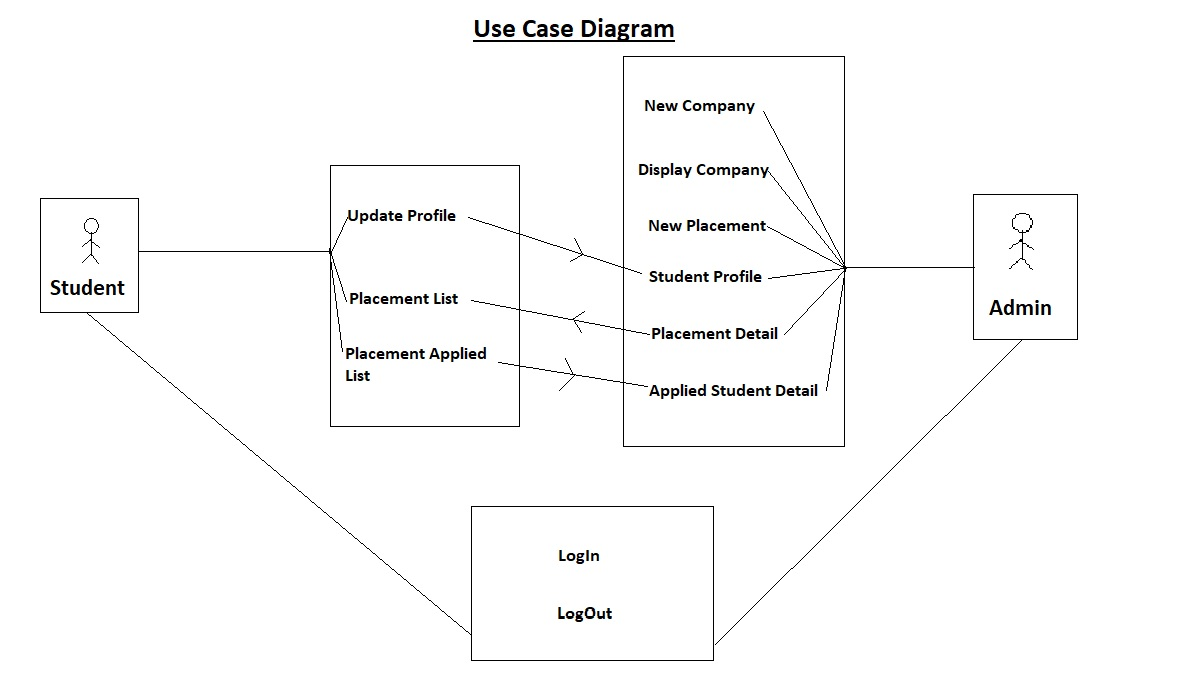 Use Case Diagram
New Company
Display Company
New Placement
Student Profile
Placement Detail
Applied Student Detail
Update Profile
Placement List
Placement Applied
List
Student
Admin
LogIn
LogOut